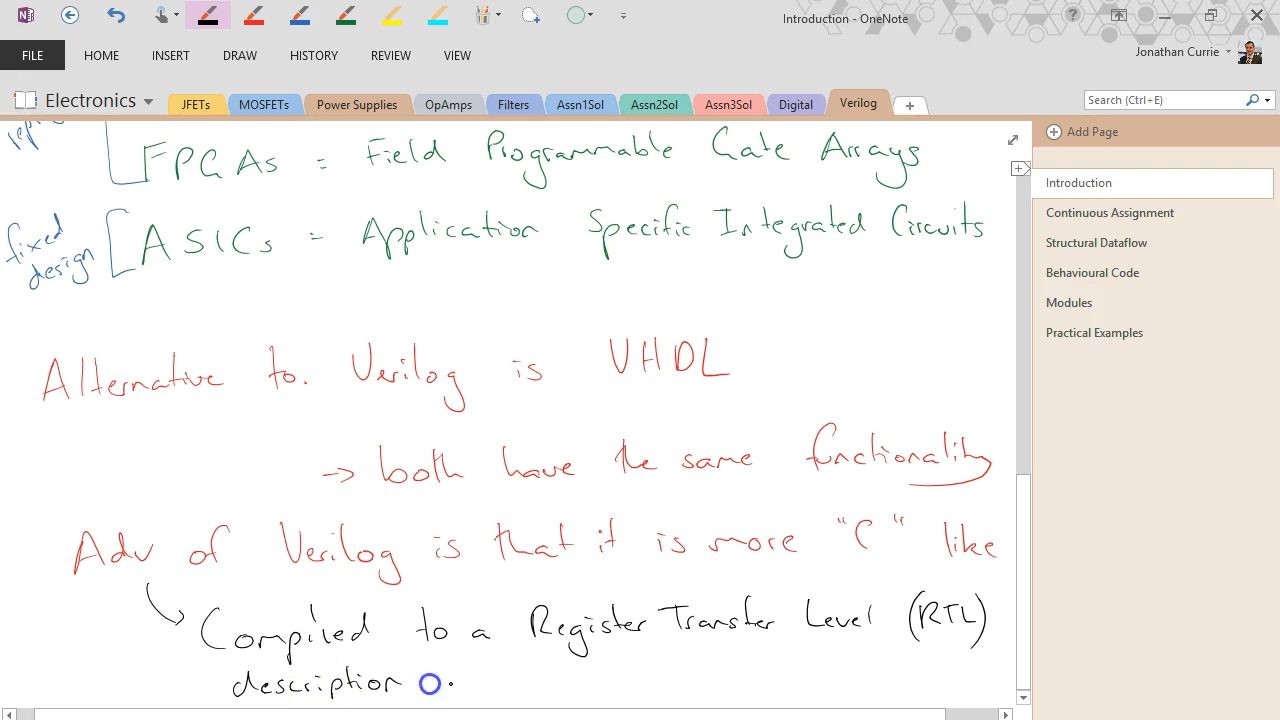 Introduction - OneNote
Jonathan Currie
FILE HOME INSERT DRAW HISTORY REVIEW VIEW
Electronics JFETs MOSFETs Power Supplies OpAmps Filters Assn1Sol Assn2Sol Assn3Sol Digital Verilog
Search (Ctrl+E)
Add Page
Introduction
Continuous Assignment
Structural Dataflow
Behavioural Code
Modules
Practical Examples
FPGAs = Field Programmable Gate Arrays
fixed design
ASICs = Application Specific Integrated Circuits
Alternative to. Verilog is VHDL
→ both have the same functionality
Adv of Verilog is that it is more "C" like
Compiled to a Register Transfer Level (RTL)
description